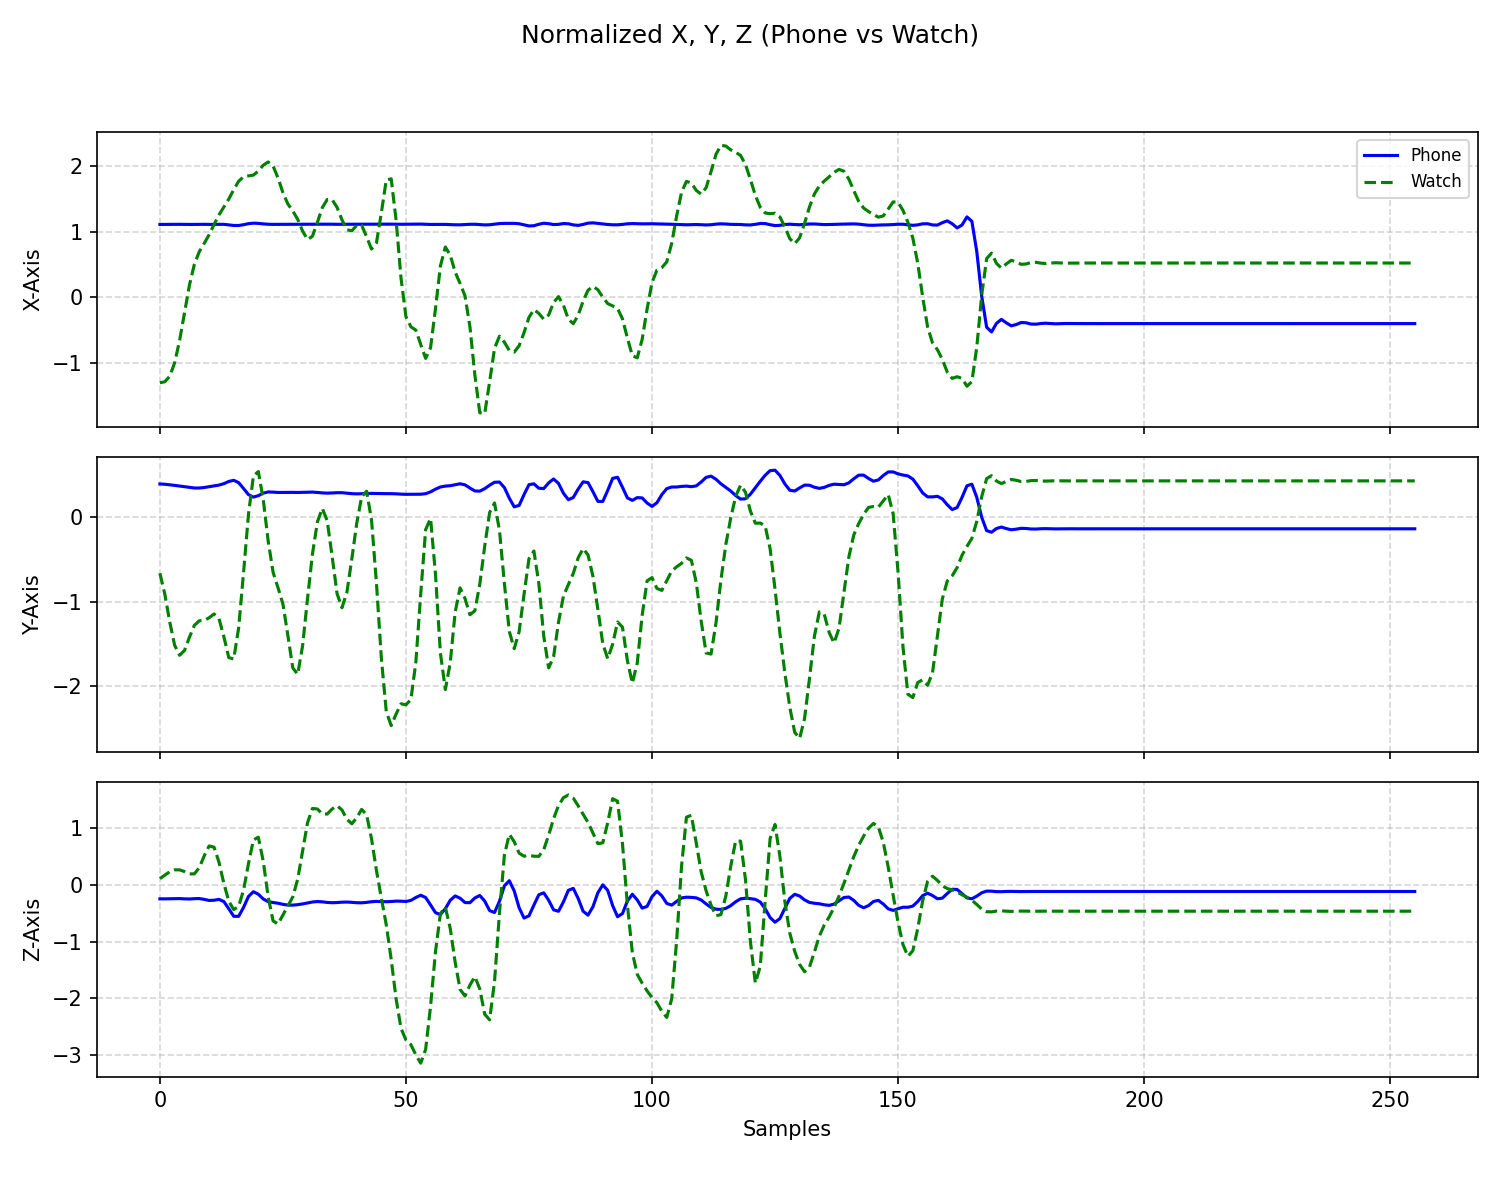 Normalized X, Y, Z (Phone vs Watch)
Phone
Watch
X-Axis
2
1
0
−1
Y-Axis
0
−1
−2
Z-Axis
1
0
−1
−2
−3
0 50 100 150 200 250
Samples